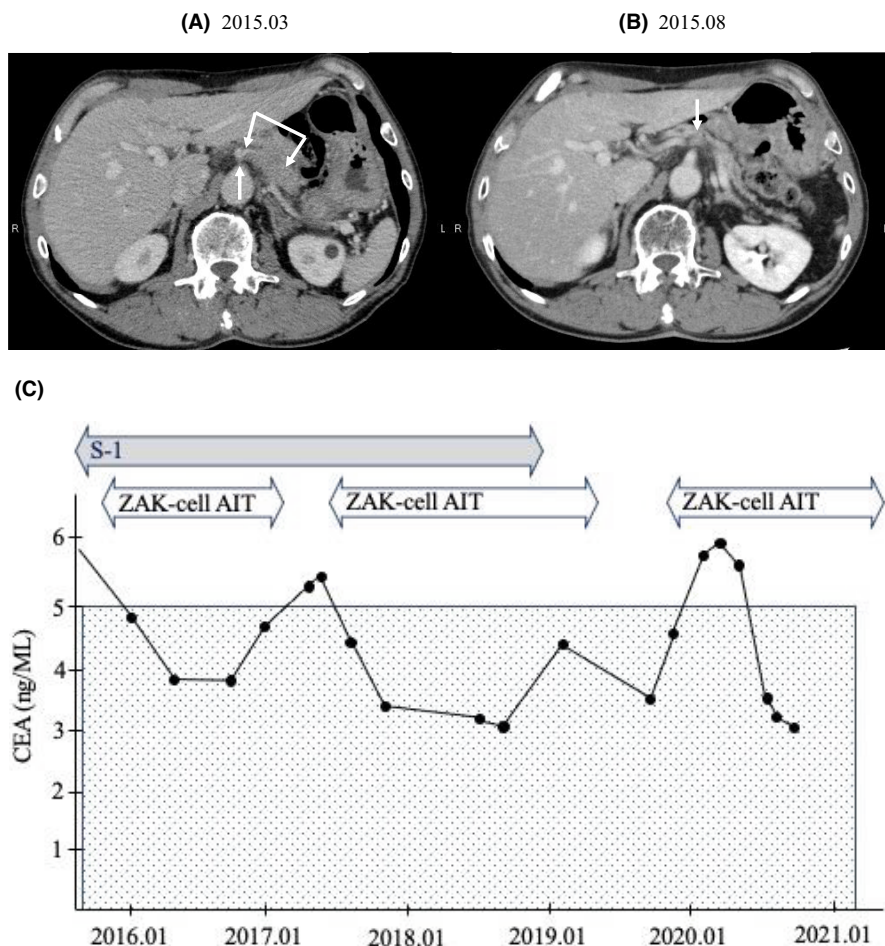 (A) 2015.03
(B) 2015.08
R
L
R
(C)
S-1
ZAK-cell AIT
ZAK-cell AIT
ZAK-cell AIT
6
5
4
3
2
1
CEA (ng/ML)
2016.01
2017.01
2018.01
2019.01
2020.01
2021.01